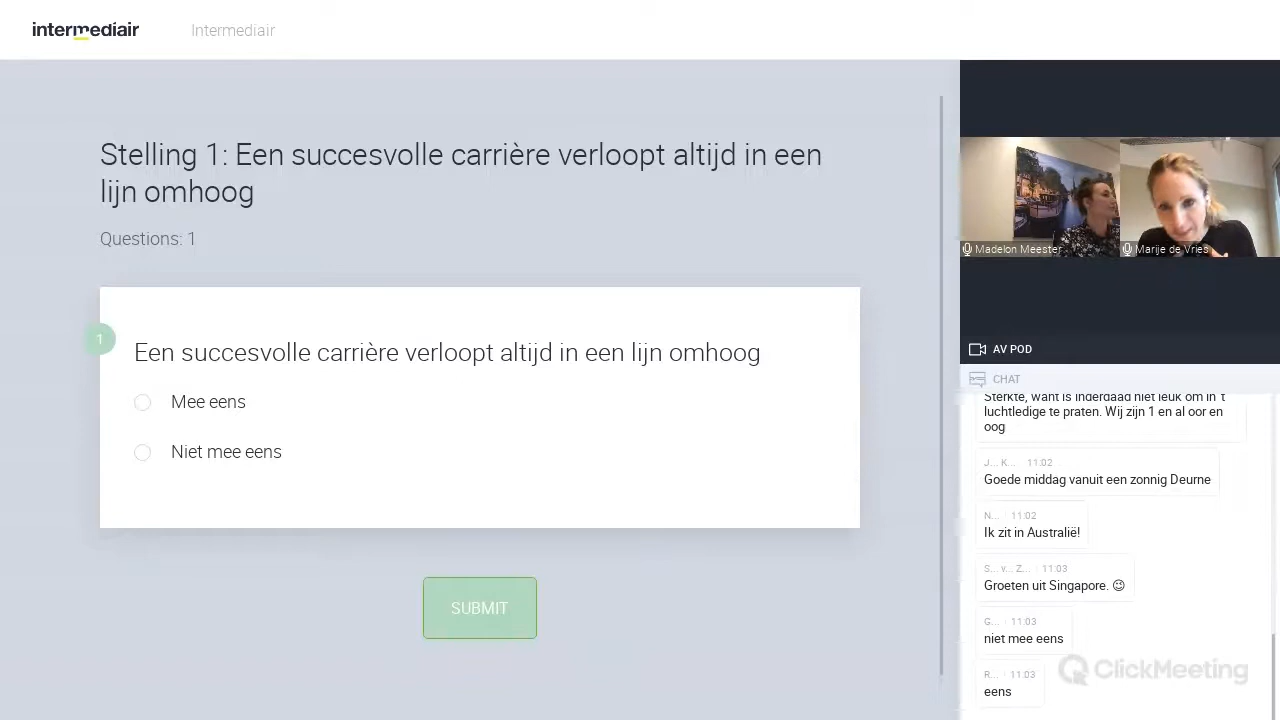 intermediair
Intermediair
Stelling 1: Een succesvolle carrière verloopt altijd in een
lijn omhoog
Questions: 1
1
Een succesvolle carrière verloopt altijd in een lijn omhoog
Mee eens
Niet mee eens
SUBMIT
Madelon Meester
Marije de Vries
AV POD
CHAT
Sterkte, want is inderdaad niet leuk om in 't
luchtledige te praten. Wij zijn 1 en al oor en
oog
J... K... 11:02
Goede middag vanuit een zonnig Deurne
N... 11:02
Ik zit in Australië!
S... v... Z... 11:03
Groeten uit Singapore. 😉
G... 11:03
niet mee eens
R... 11:03
eens
ClickMeeting